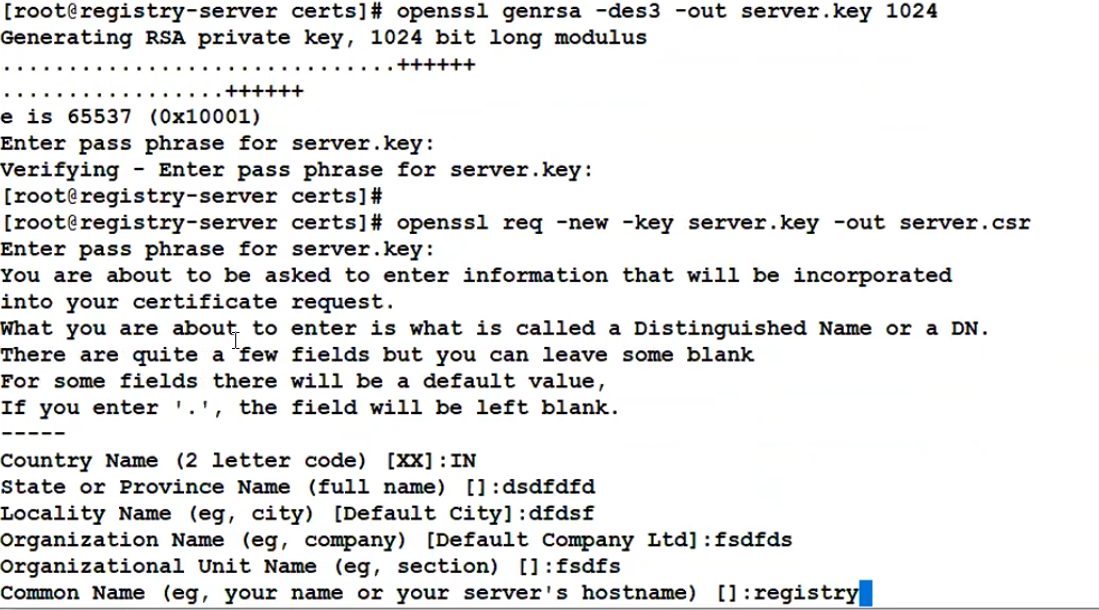 [root@registry-server certs]# openssl genrsa -des3 -out server.key 1024
Generating RSA private key, 1024 bit long modulus
..............................++++++
.................++++++
e is 65537 (0x10001)
Enter pass phrase for server.key:
Verifying - Enter pass phrase for server.key:
[root@registry-server certs]#
[root@registry-server certs]# openssl req -new -key server.key -out server.csr
Enter pass phrase for server.key:
You are about to be asked to enter information that will be incorporated
into your certificate request.
What you are about to enter is what is called a Distinguished Name or a DN.
There are quite a few fields but you can leave some blank
For some fields there will be a default value,
If you enter '.', the field will be left blank.
-----
Country Name (2 letter code) [XX]:IN
State or Province Name (full name) []:dsdfdfd
Locality Name (eg, city) [Default City]:dfdsf
Organization Name (eg, company) [Default Company Ltd]:fsdfds
Organizational Unit Name (eg, section) []:fsdfs
Common Name (eg, your name or your server's hostname) []:registry